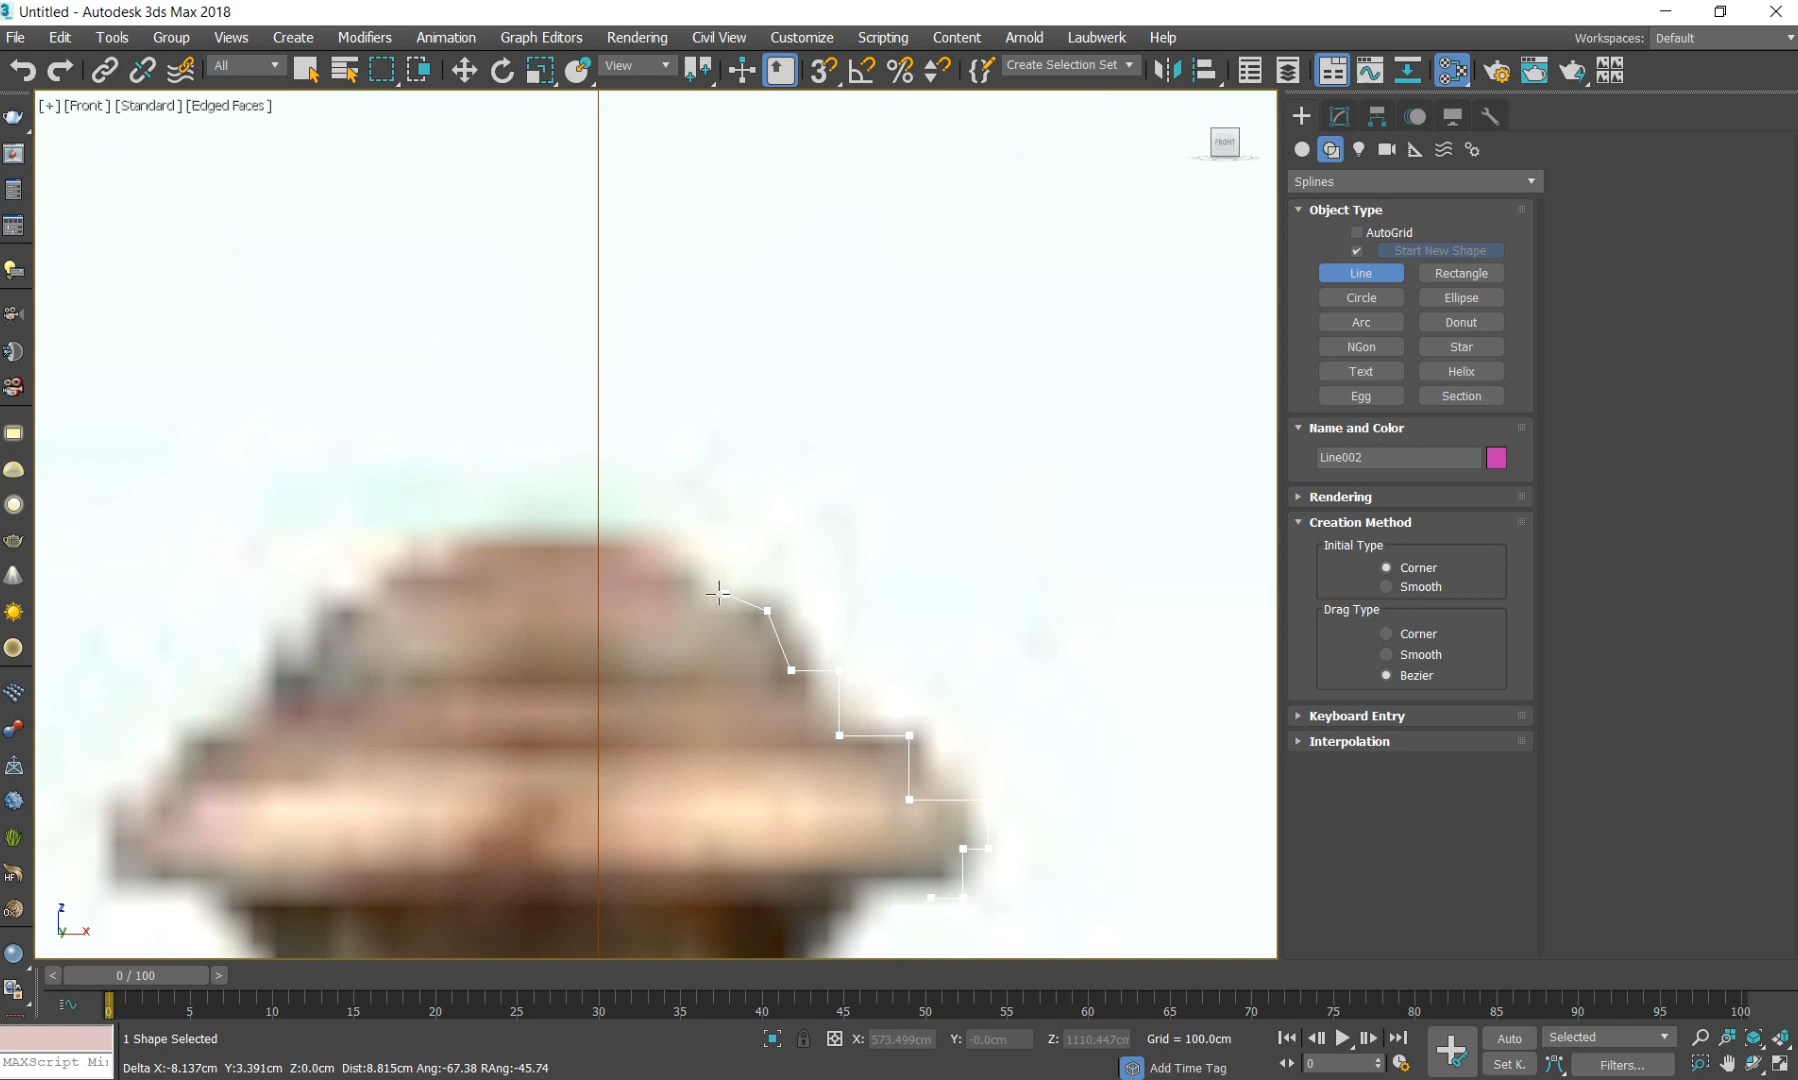 Untitled - Autodesk 3ds Max 2018
File Edit Tools Group Views Create Modifiers Animation Graph Editors Rendering Civil View Customize Scripting Content Arnold Laubwerk Help
Workspaces: Default
All View Create Selection Set
[+] [Front ] [Standard ] [Edged Faces ]
FRONT
Splines
Object Type
AutoGrid
Start New Shape
Line Rectangle
Circle Ellipse
Arc Donut
NGon Star
Text Helix
Egg Section
Name and Color
Line002
Rendering
Creation Method
Initial Type
Corner
Smooth
Drag Type
Corner
Smooth
Bezier
Keyboard Entry
Interpolation
z
y x
< 0 / 100 >
0 5 10 15 20 25 30 35 40 45 50 55 60 65 70 75 80 85 90 95 100
1 Shape Selected X: 573.499cm Y: -0.0cm Z: 1110.447cm Grid = 100.0cm Auto Selected
MAXScript Mi Delta X:-8.137cm Y:3.391cm Z:0.0cm Dist:8.815cm Ang:-67.38 RAng:-45.74 Add Time Tag 0 Set K. Filters...